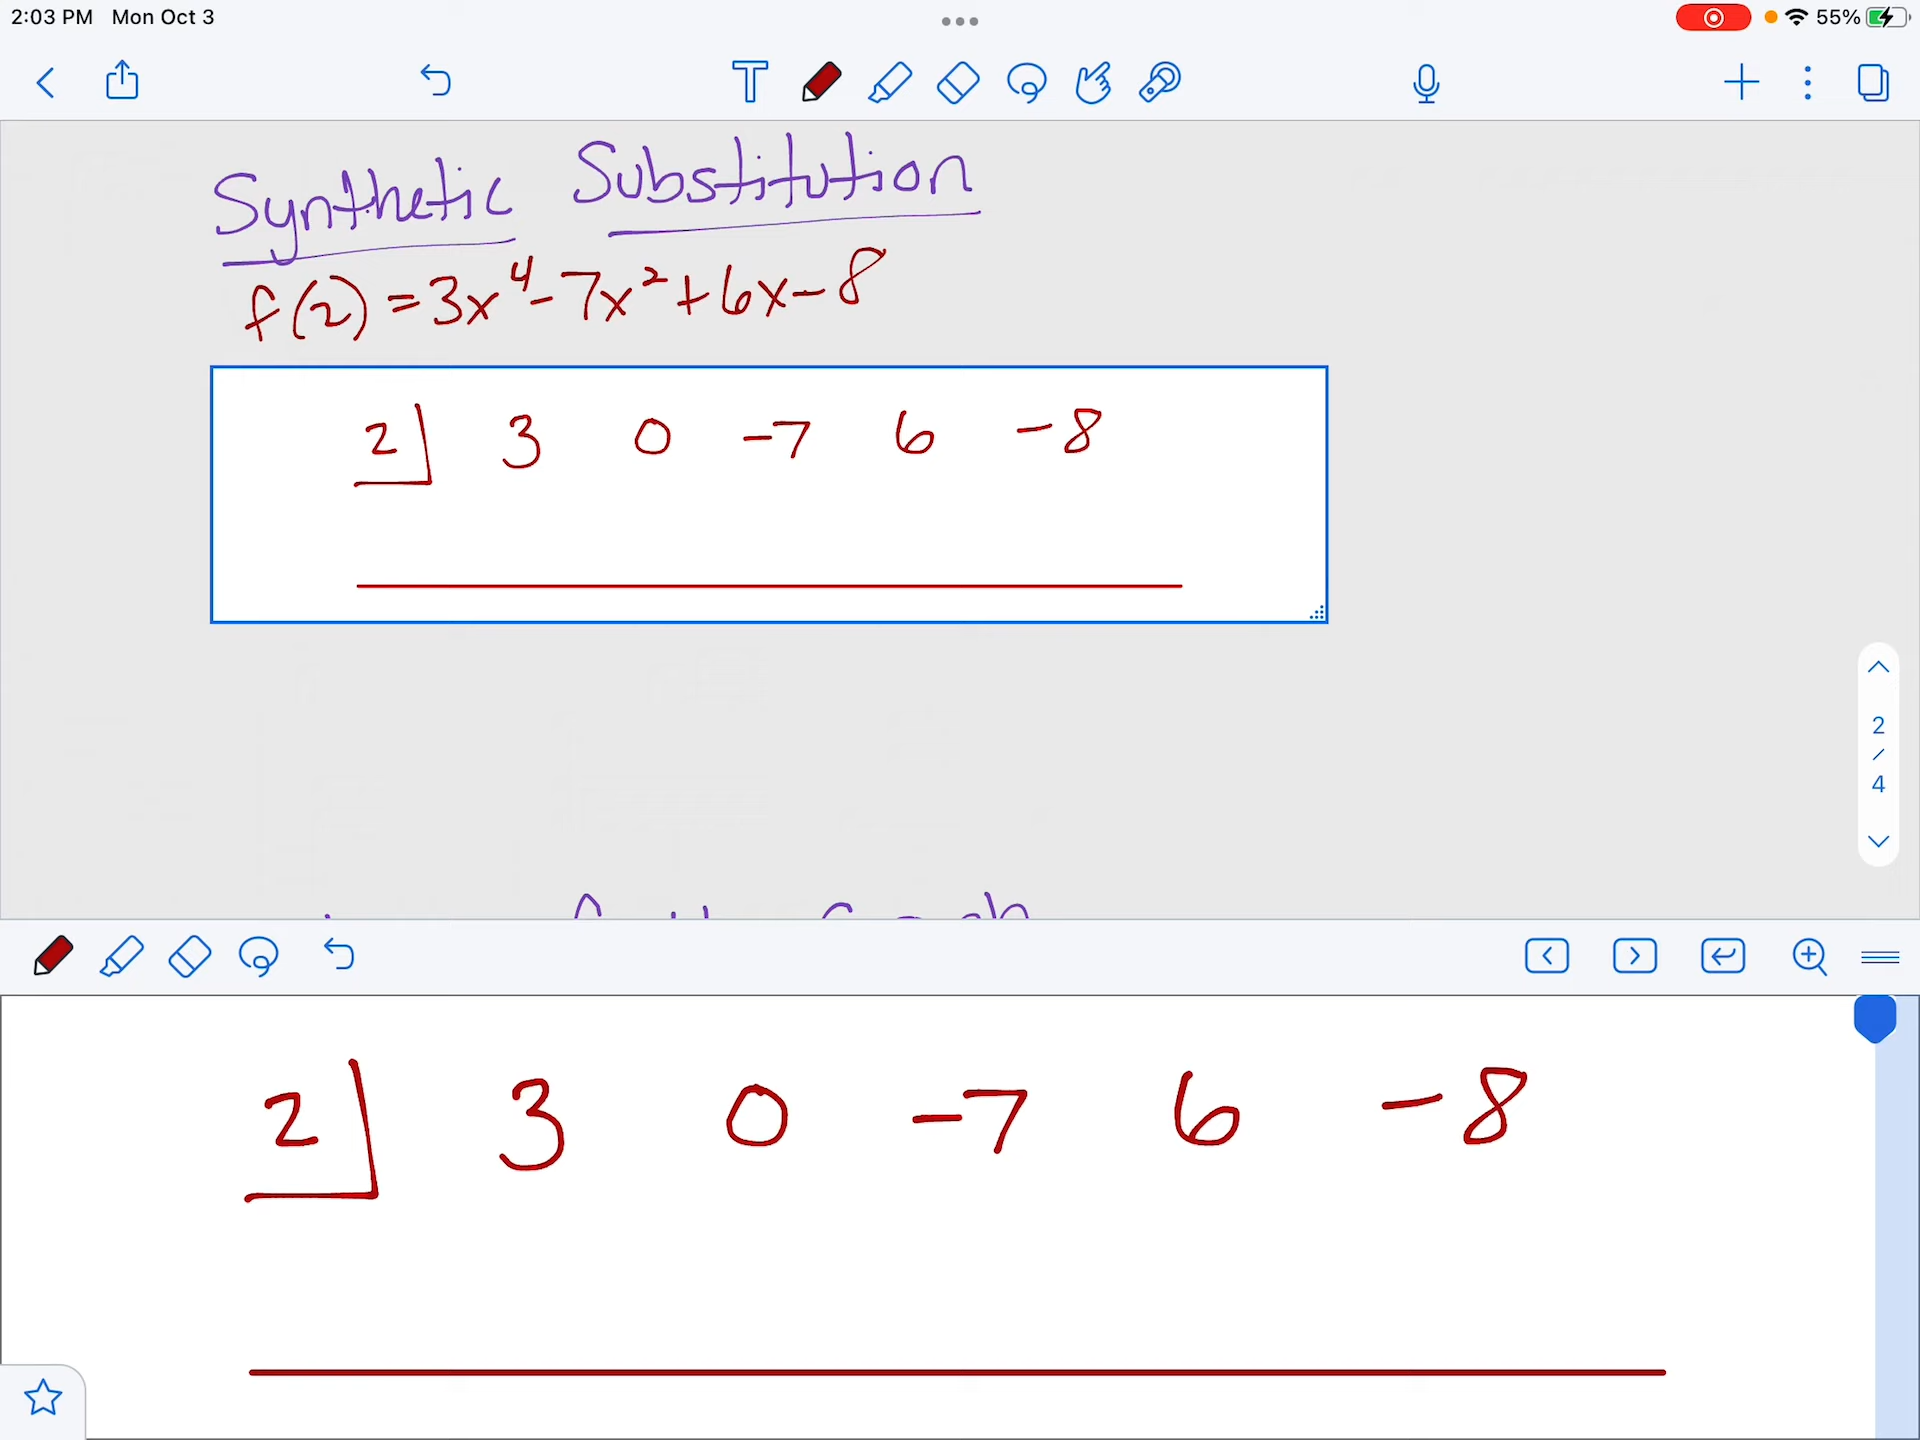 2:03 PM Mon Oct 3
55%
T
Synthetic Substitution
f(2) = 3x⁴ - 7x² + 6x - 8
2 3 0 -7 6 -8
2
/
4
2 3 0 -7 6 -8